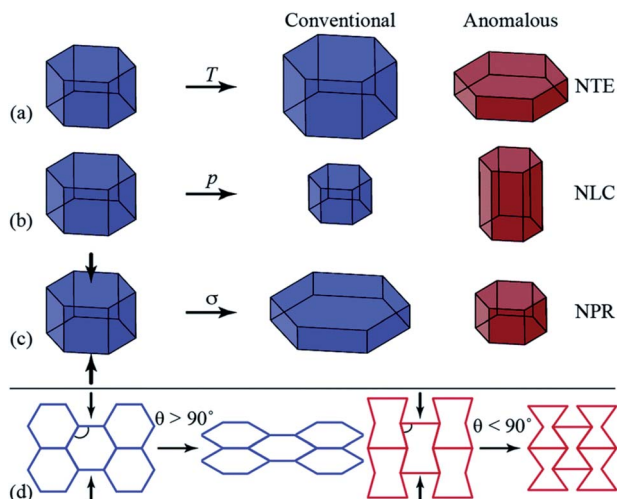 Conventional Anomalous
(a) T NTE
(b) p NLC
(c) σ NPR
(d) θ > 90° θ < 90°